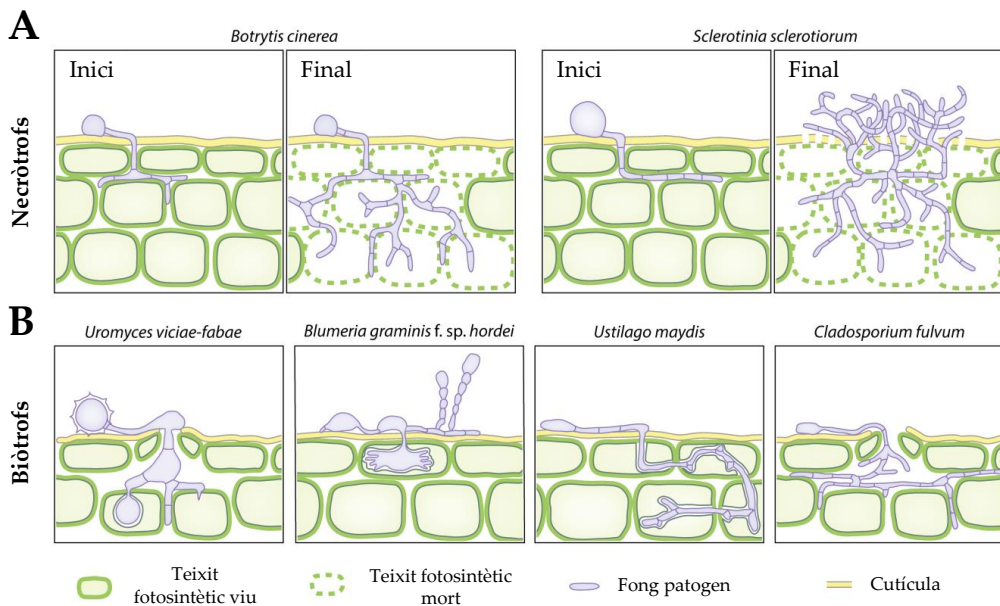 A
Botrytis cinerea
Sclerotinia sclerotiorum
Inici
Final
Inici
Final
Necròtrofs
B
Uromyces viciae-fabae
Blumeria graminis f. sp. hordei
Ustilago maydis
Cladosporium fulvum
Biòtrofs
Teixit
fotosintètic viu
Teixit fotosintètic
mort
Fong patogen
Cutícula